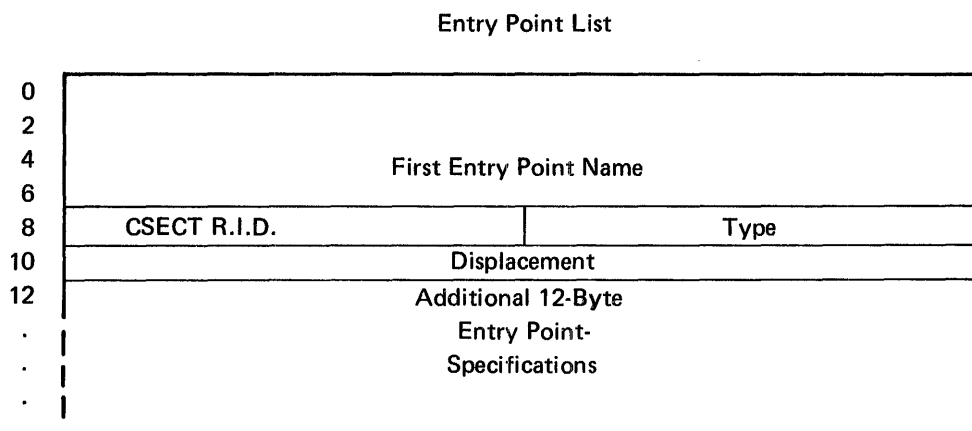 Entry Point List
0
2
4 First Entry Point Name
6
8 CSECT R.I.D. Type
10 Displacement
12 Additional 12-Byte
. Entry Point-
. Specifications
.